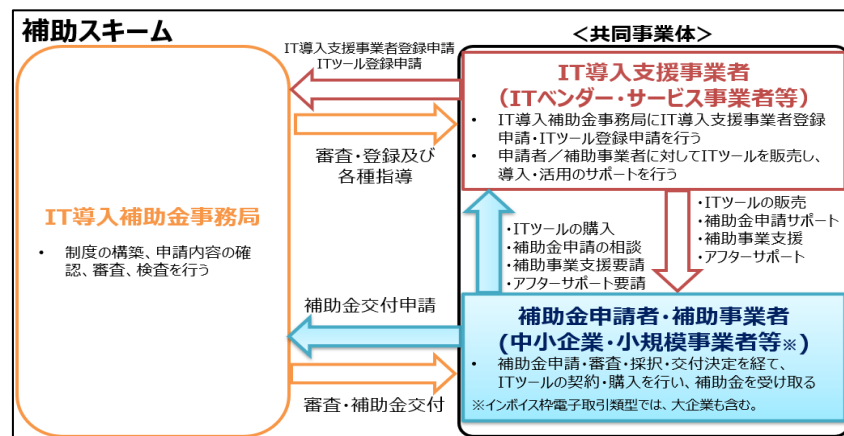 補助スキーム
<共同事業体>
IT導入支援事業者登録申請
ITツール登録申請
審査・登録及び
各種指導
IT導入支援事業者
(ITベンダー・サービス事業者等)
• IT導入補助金事務局にIT導入支援事業者登録
申請・ITツール登録申請を行う
• 申請者/補助事業者に対してITツールを販売し、
導入・活用のサポートを行う
IT導入補助金事務局
• 制度の構築、申請内容の確
認、審査、検査を行う
・ITツールの購入
・補助金申請の相談
・補助事業支援要請
・アフターサポート要請
・ITツールの販売
・補助金申請サポート
・補助事業支援
・アフターサポート
補助金交付申請
審査・補助金交付
補助金申請者・補助事業者
(中小企業・小規模事業者等※)
• 補助金申請・審査・採択・交付決定を経て、
ITツールの契約・購入を行い、補助金を受け取る
※インボイス枠電子取引類型では、大企業も含む。